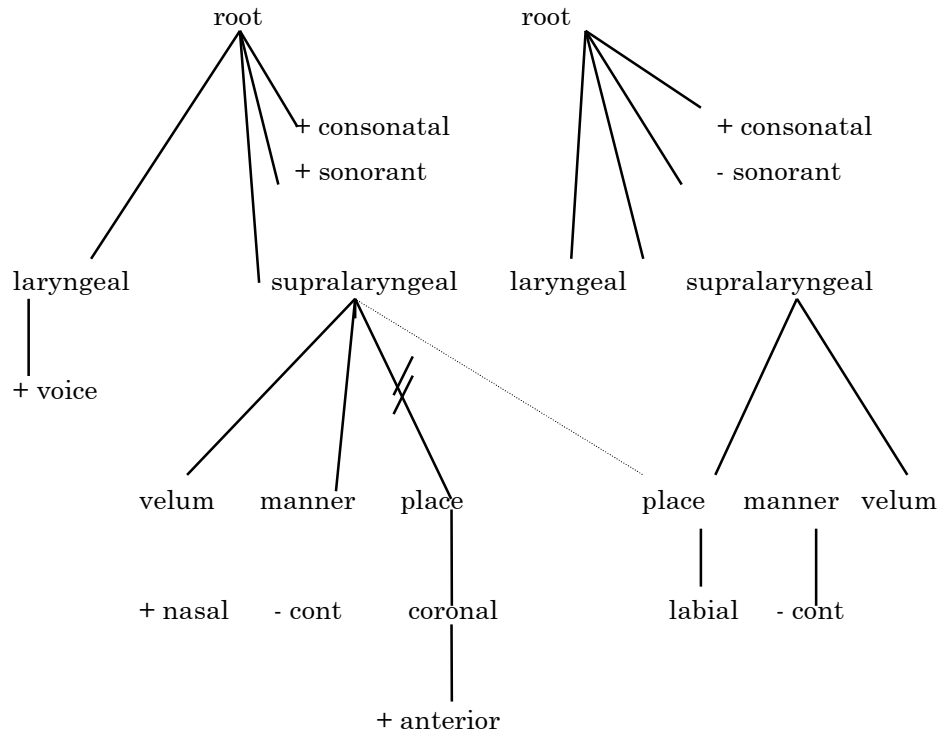 root root
+ consonatal + consonatal
+ sonorant - sonorant
laryngeal supralaryngeal laryngeal supralaryngeal
+ voice
velum manner place place manner velum
+ nasal - cont coronal labial - cont
+ anterior